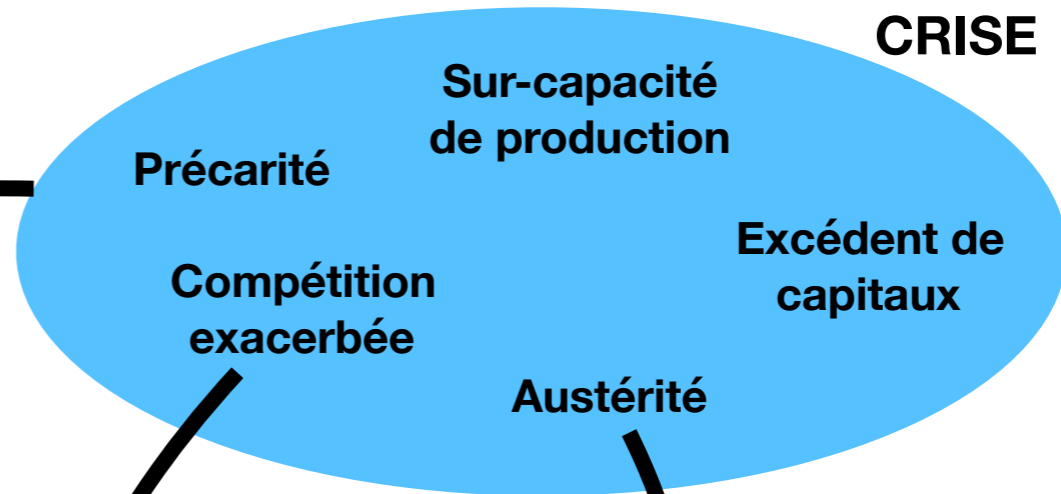 CRISE
Sur-capacité
de production
Précarité
Excédent de
capitaux
Compétition
exacerbée
Austérité